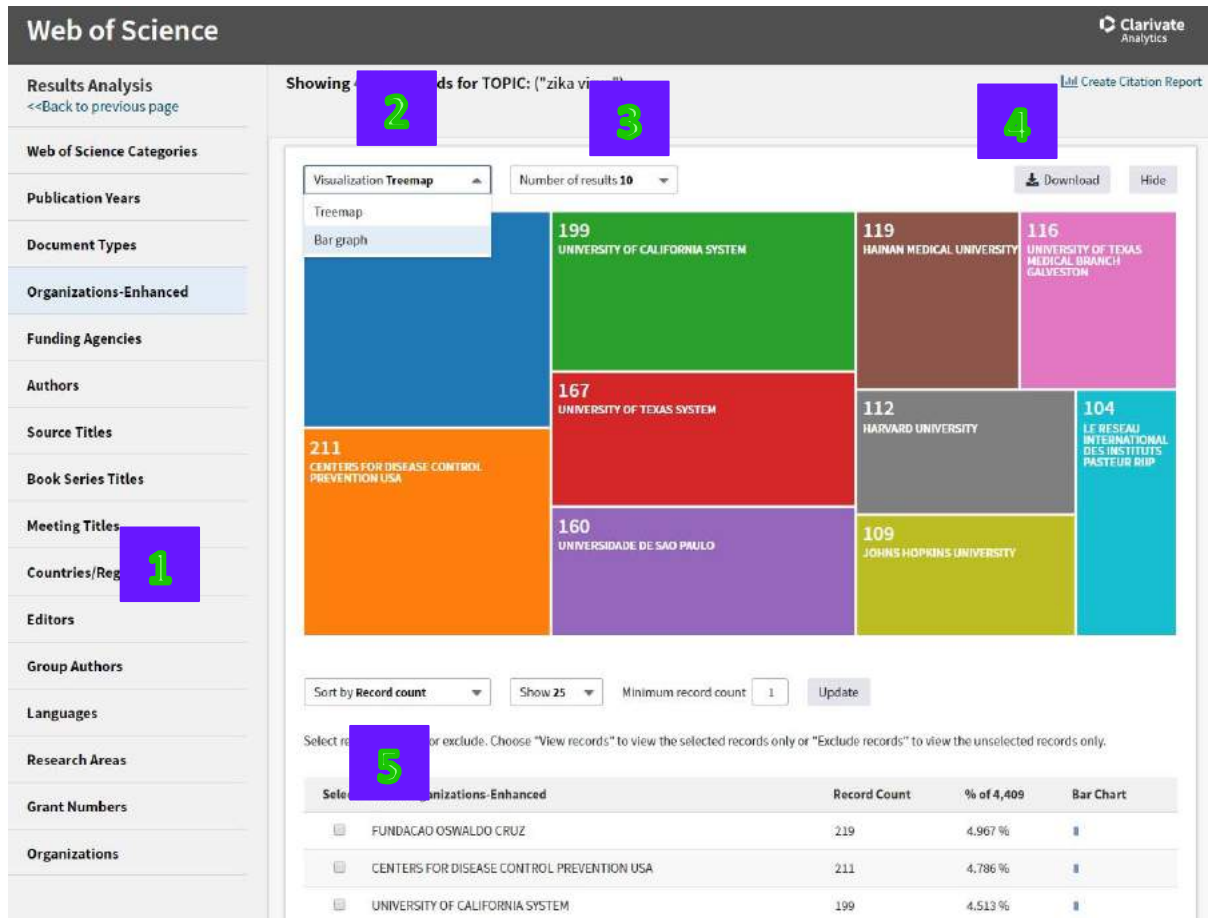 Web of Science
Clarivate
Analytics
Results Analysis
<<Back to previous page
Web of Science Categories
Publication Years
Document Types
Organizations-Enhanced
Funding Agencies
Authors
Source Titles
Book Series Titles
Meeting Titles
Countries/Reg
Editors
Group Authors
Languages
Research Areas
Grant Numbers
Organizations
1
Showing for TOPIC: ("zika
Create Citation Report
2
3
4
Visualization Treemap
Number of results 10
Download
Hide
Treemap
Bar graph
199
UNIVERSITY OF CALIFORNIA SYSTEM
119
HAINAN MEDICAL UNIVERSITY
116
UNIVERSITY OF TEXAS
MEDICAL BRANCH
GALVESTON
211
CENTERS FOR DISEASE CONTROL
PREVENTION USA
167
UNIVERSITY OF TEXAS SYSTEM
112
HARVARD UNIVERSITY
104
LE RESEAU
INTERNATIONAL
DES INSTITUTS
PASTEUR RIIP
160
UNIVERSIDADE DE SAO PAULO
109
JOHNS HOPKINS UNIVERSITY
Sort by Record count
Show 25
Minimum record count 1
Update
Select or exclude. Choose "View records" to view the selected records only or "Exclude records" to view the unselected records only.
5
Record Count % of 4,409 Bar Chart
FUNDACAO OSWALDO CRUZ 219 4.967 %
CENTERS FOR DISEASE CONTROL PREVENTION USA 211 4.786 %
UNIVERSITY OF CALIFORNIA SYSTEM 199 4.513 %